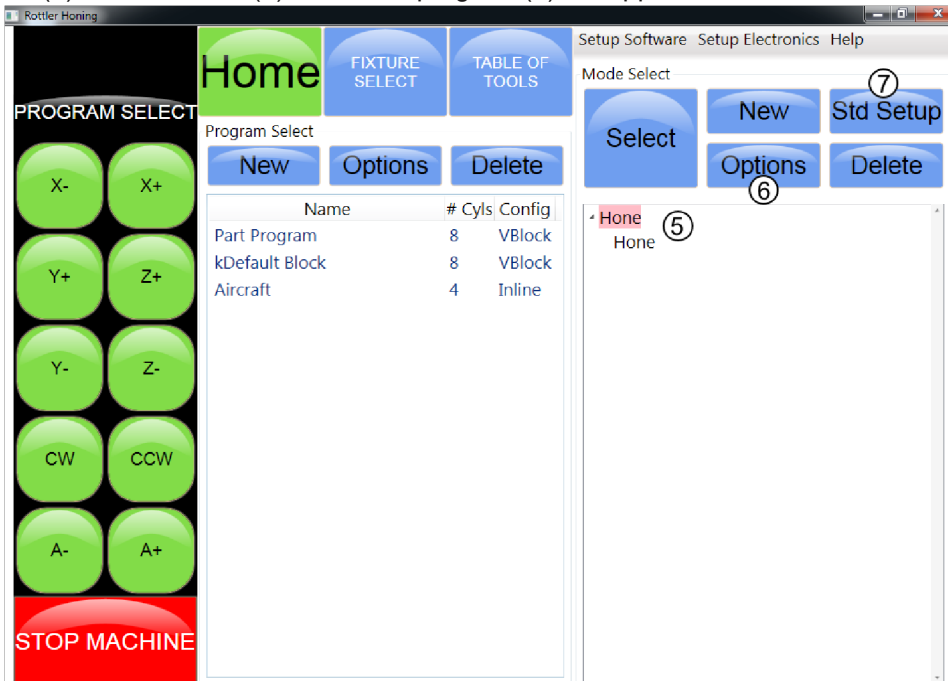 Rottler Honing
Setup Software Setup Electronics Help
Home
FIXTURE
SELECT
TABLE OF
TOOLS
PROGRAM SELECT
X-
X+
Y+
Z+
Y-
Z-
CW
CCW
A-
A+
STOP MACHINE
Program Select
New
Options
Delete
Name # Cyls Config
Part Program 8 VBlock
kDefault Block 8 VBlock
Aircraft 4 Inline
Mode Select
Select
New
7
Std Setup
Options
6
Delete
Hone
5
Hone